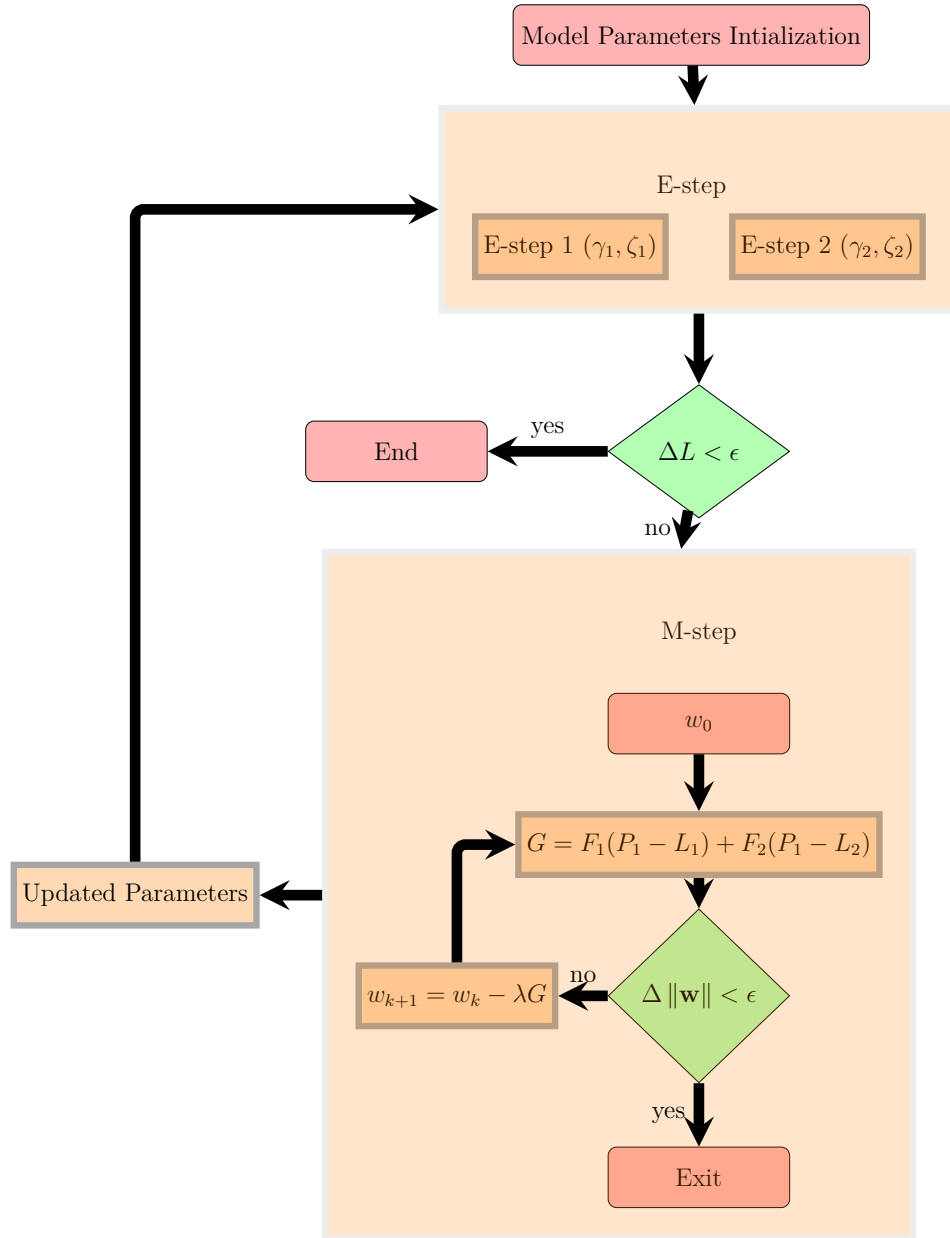 Model Parameters Intialization
E-step
E-step 1 (γ₁, ζ₁)
E-step 2 (γ₂, ζ₂)
ΔL < ϵ
yes
End
no
M-step
w₀
G = F₁(P₁ − L₁) + F₂(P₁ − L₂)
Δ ‖w‖ < ϵ
no
wₖ₊₁ = wₖ − λG
yes
Exit
Updated Parameters